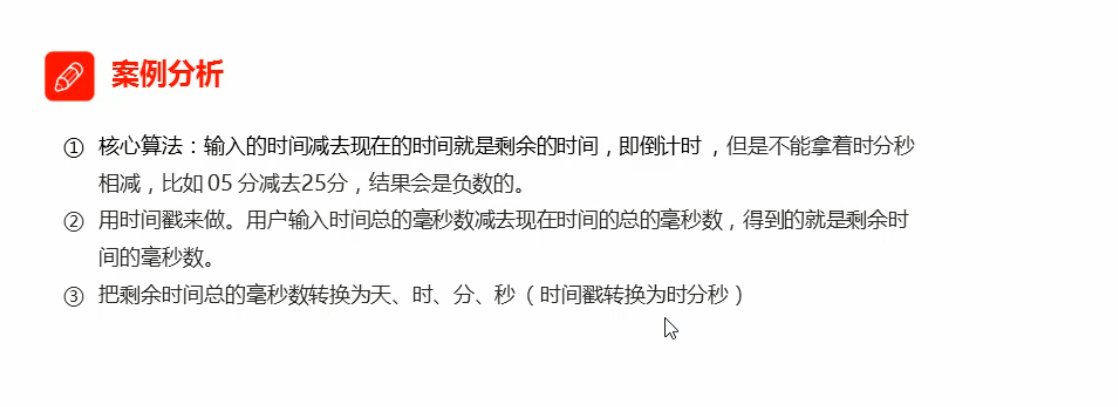 案例分析
① 核心算法：输入的时间减去现在的时间就是剩余的时间，即倒计时 ，但是不能拿着时分秒
相减，比如 05 分减去25分，结果会是负数的。
② 用时间戳来做。用户输入时间总的毫秒数减去现在时间的总的毫秒数，得到的就是剩余时
间的毫秒数。
③ 把剩余时间总的毫秒数转换为天、时、分、秒 （ 时间戳转换为时分秒 ）